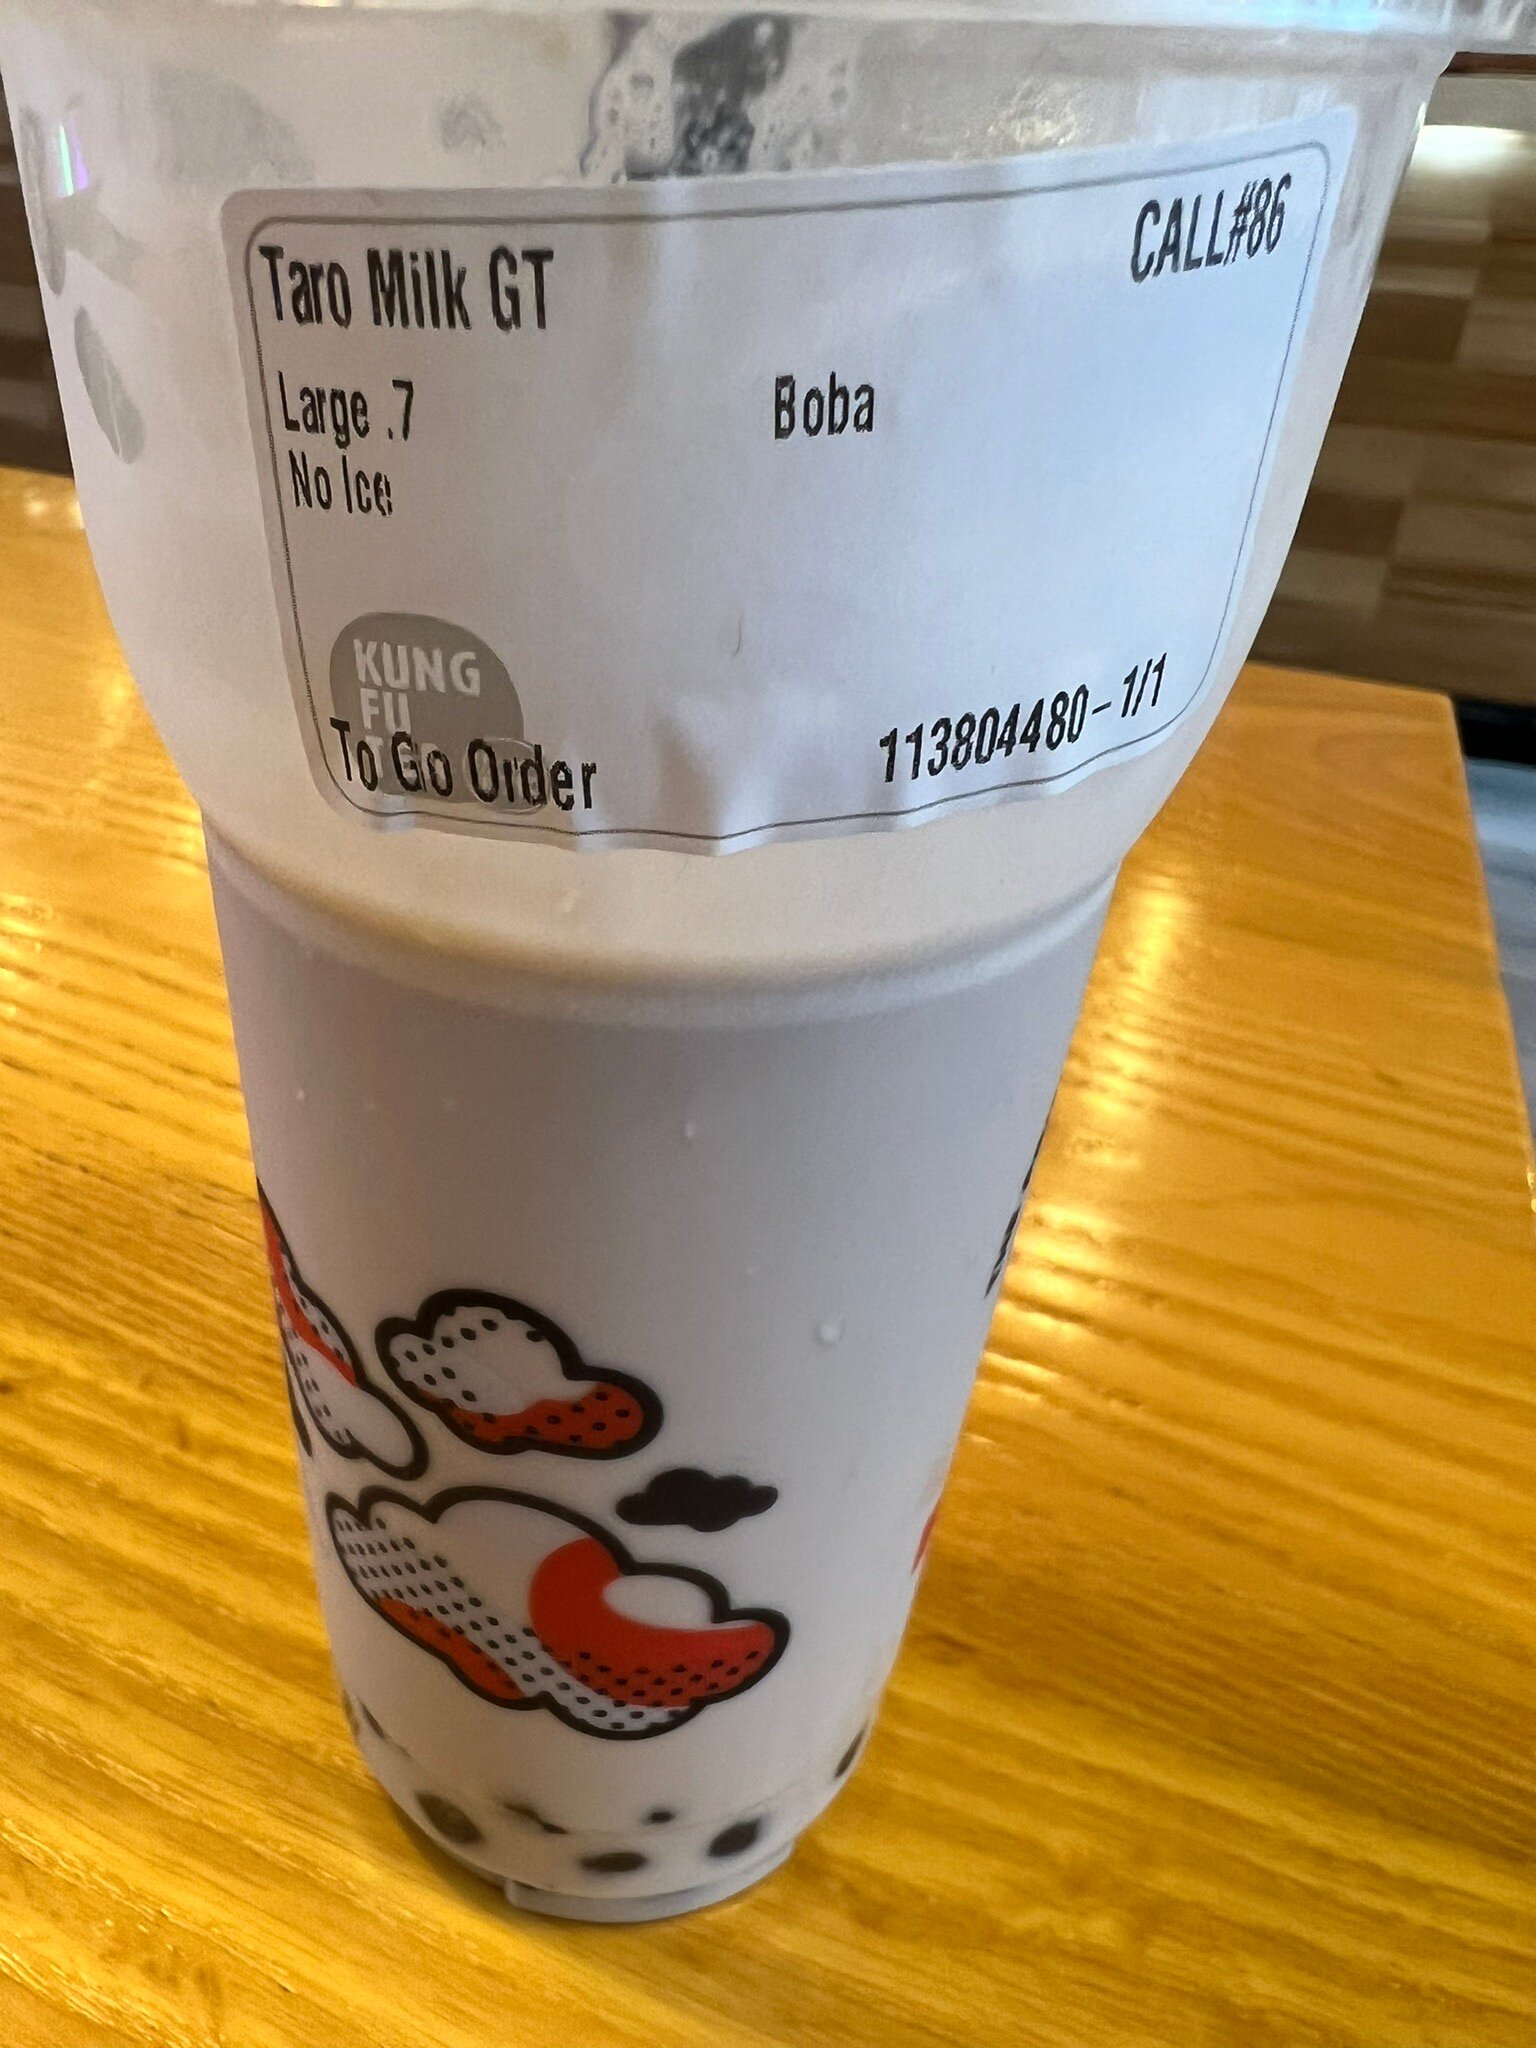 Taro Milk GT
CALL#86
Large .7
Boba
No Ice
KUNG
FU
To Go Order
113804480-1/1